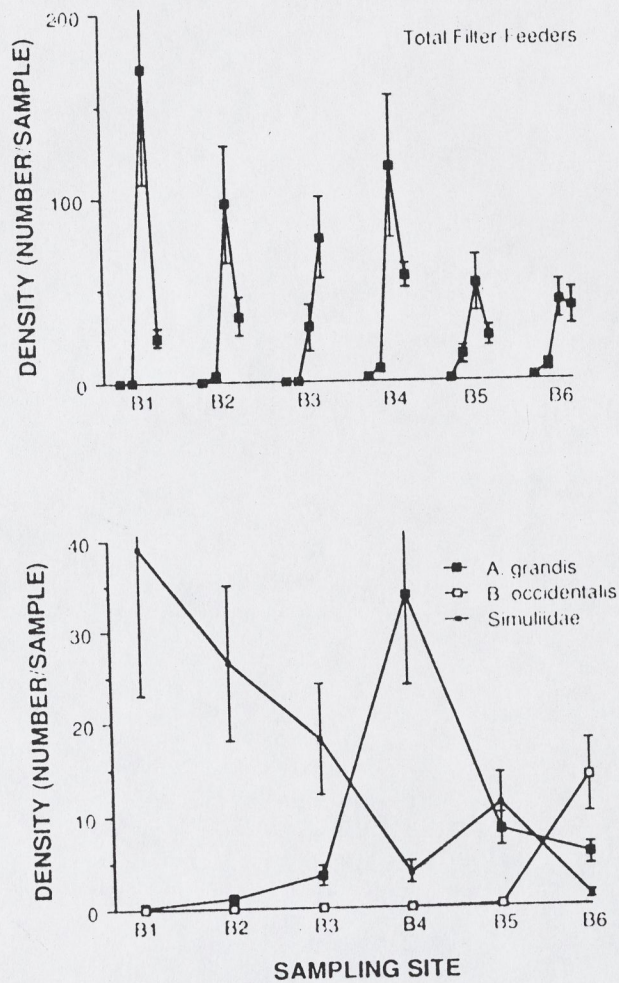 Total Filter Feeders
DENSITY (NUMBER/SAMPLE)
200
100
0
B1 B2 B3 B4 B5 B6
A. grandis
B. occidentalis
Simuliidae
DENSITY (NUMBER/SAMPLE)
40
30
20
10
0
B1 B2 B3 B4 B5 B6
SAMPLING SITE